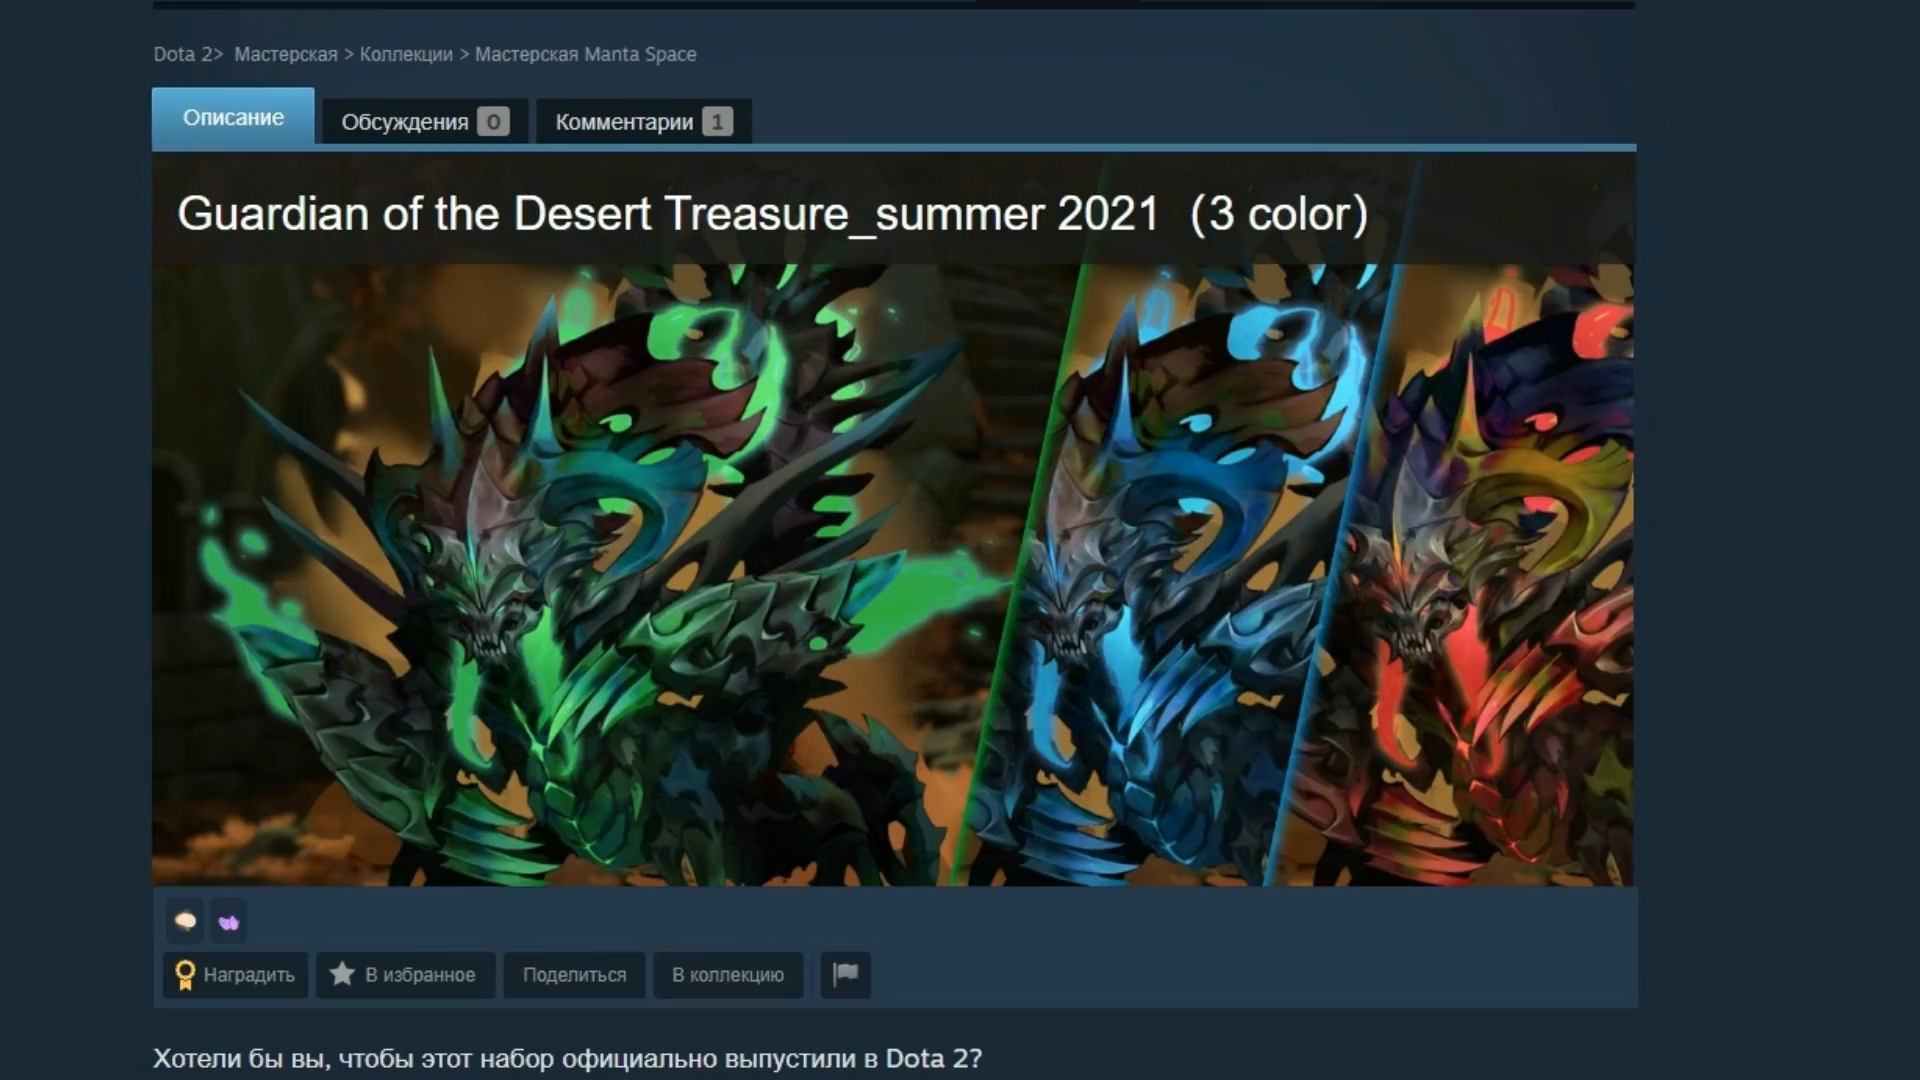 Dota 2> Мастерская > Коллекции > Мастерская Manta Space
Описание
Обсуждения 0
Комментарии 1
Guardian of the Desert Treasure_summer 2021 (3 color)
Наградить
В избранное
Поделиться
В коллекцию
Хотели бы вы, чтобы этот набор официально выпустили в Dota 2?